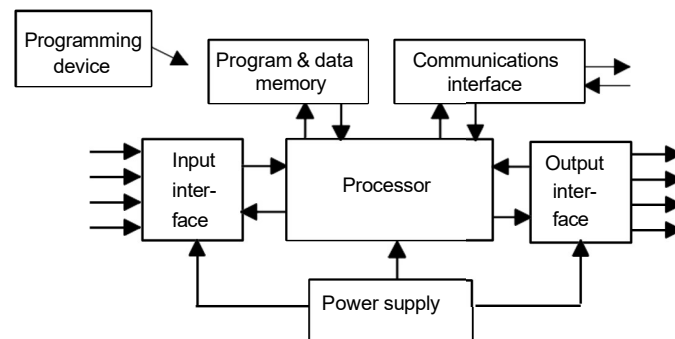 Programming
device
Program & data
memory
Communications
interface
Input
inter-
face
Processor
Output
inter-
face
Power supply